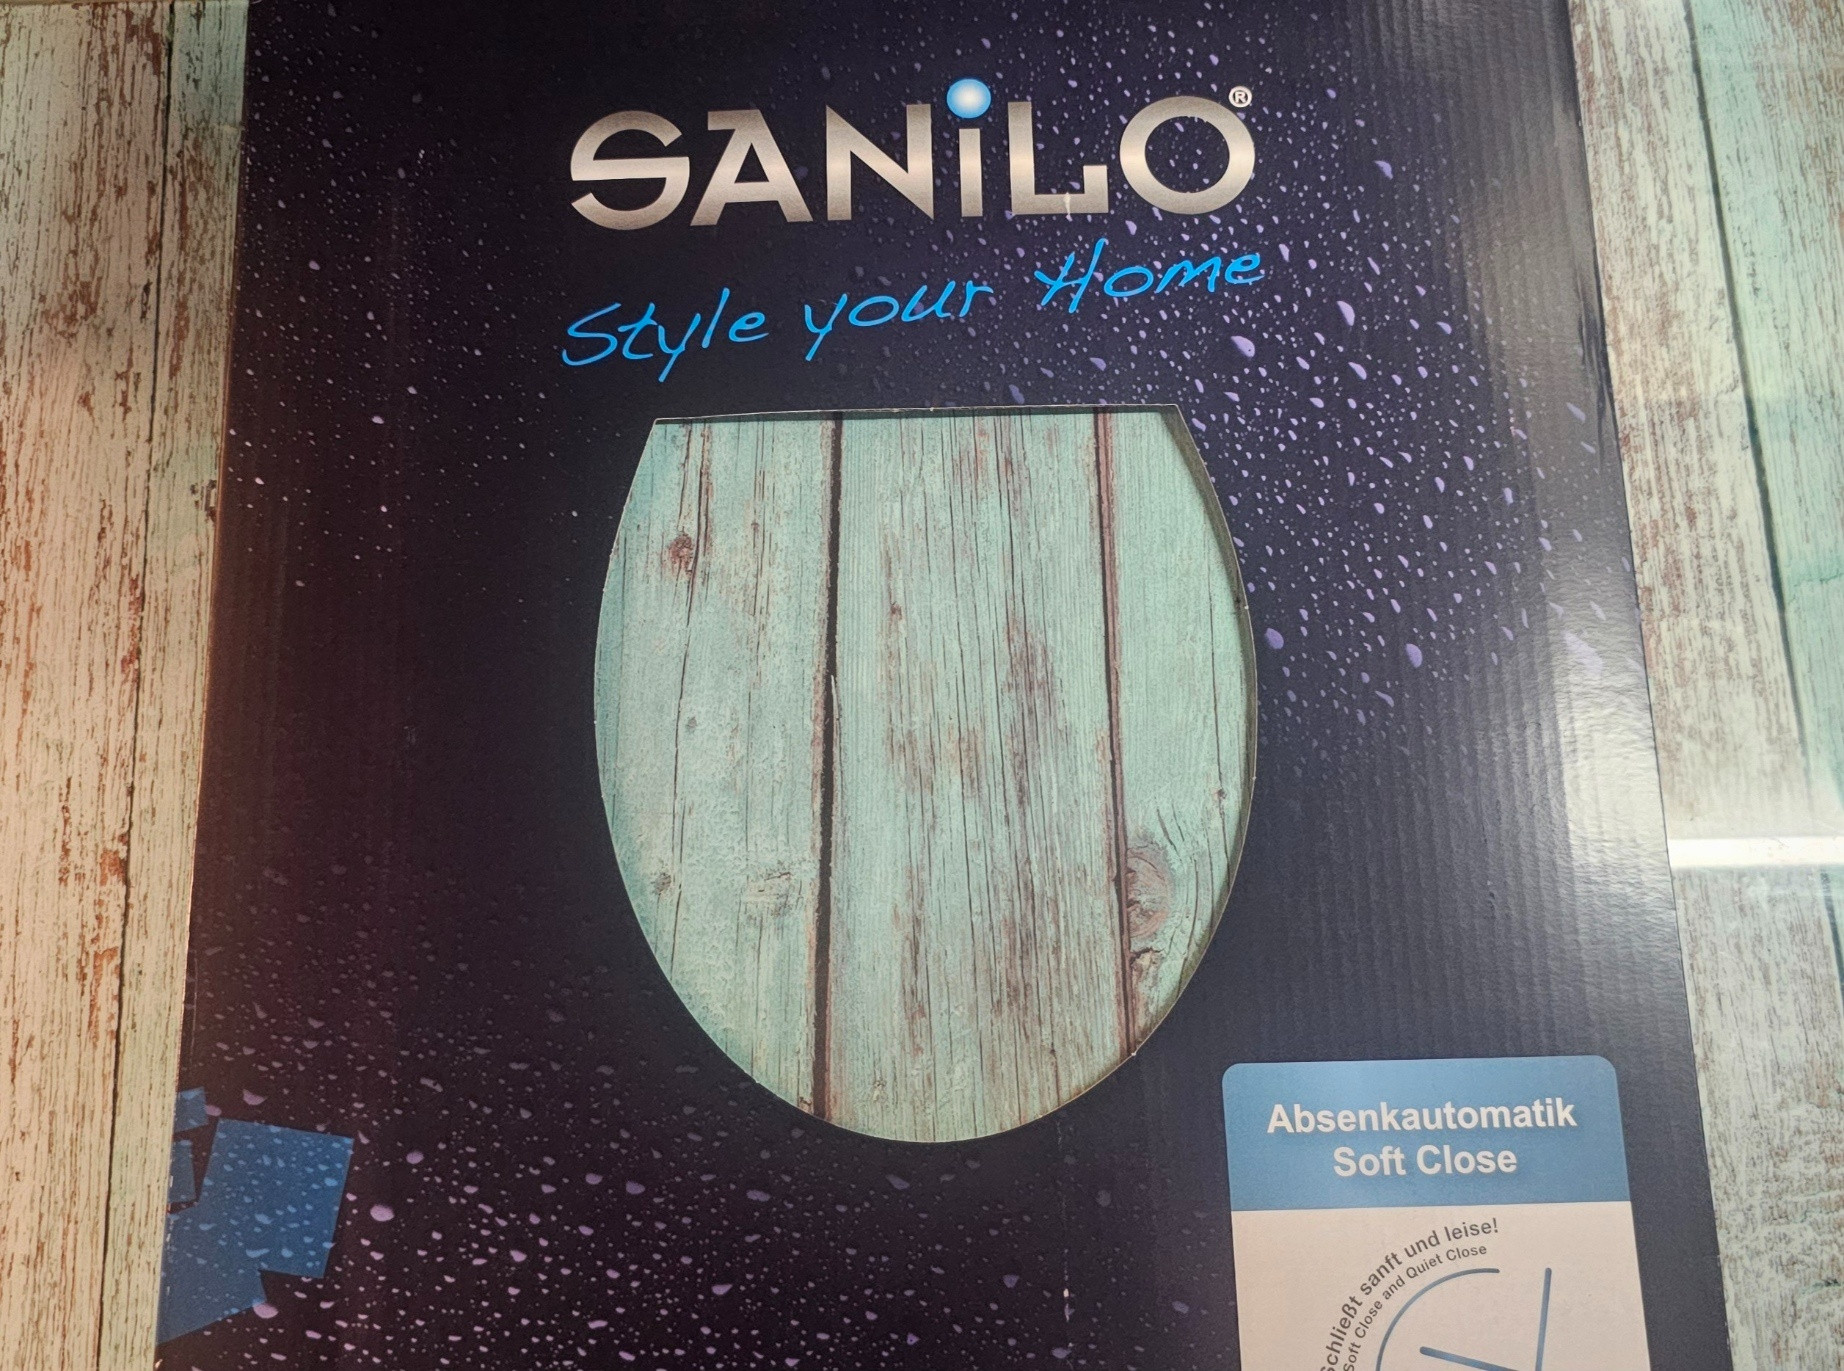 SANiLO®
Style your Home
Absenkautomatik
Soft Close
schließt sanft und leise!
Soft Close and Quiet Close